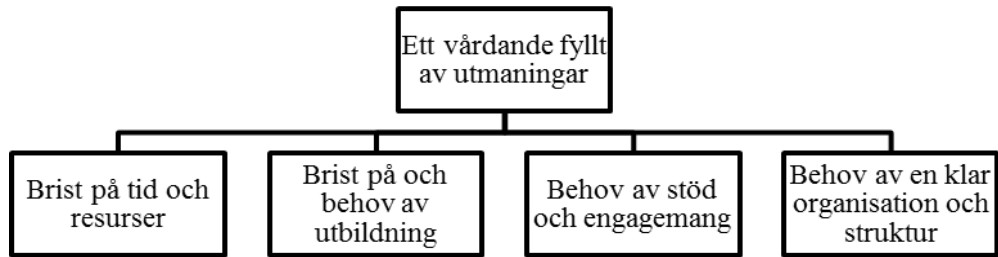 Ett vårdande fyllt
av utmaningar
Brist på tid och
resurser
Brist på och
behov av
utbildning
Behov av stöd
och engagemang
Behov av en klar
organisation och
struktur